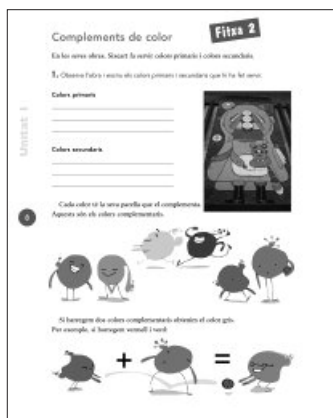 Complements de color
Fitxa 2
En les seves obres, Siscart fa servir colors primaris i colors secundaris.
1. Observa l'obra i escriu els colors primaris i secundaris que hi ha fet servir.
Colors primaris
Colors secundaris
Unitat 1
Cada color té la seva parella que el complementa.
Aquests són els colors complementaris.
6
Si barregem dos colors complementaris obtenim el color gris.
Per exemple, si barregem vermell i verd:
+
=